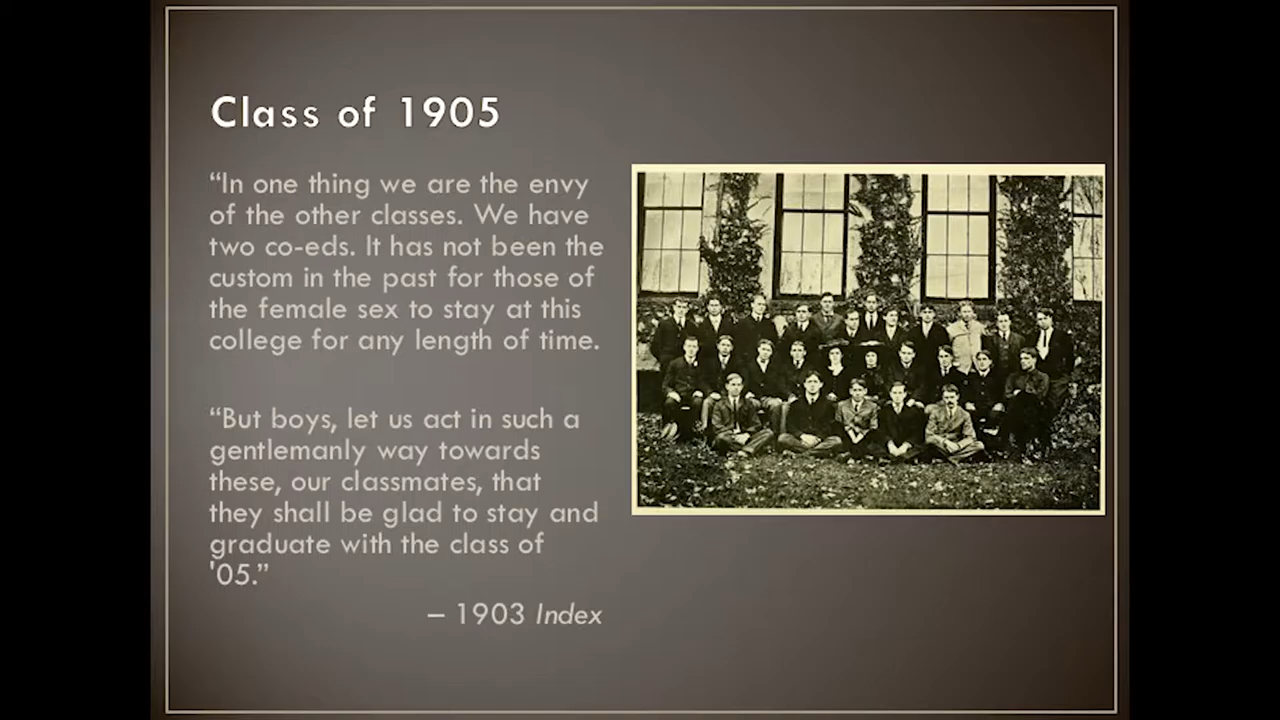 Class of 1905
“In one thing we are the envy
of the other classes. We have
two co-eds. It has not been the
custom in the past for those of
the female sex to stay at this
college for any length of time.
“But boys, let us act in such a
gentlemanly way towards
these, our classmates, that
they shall be glad to stay and
graduate with the class of
'05.”
– 1903 Index